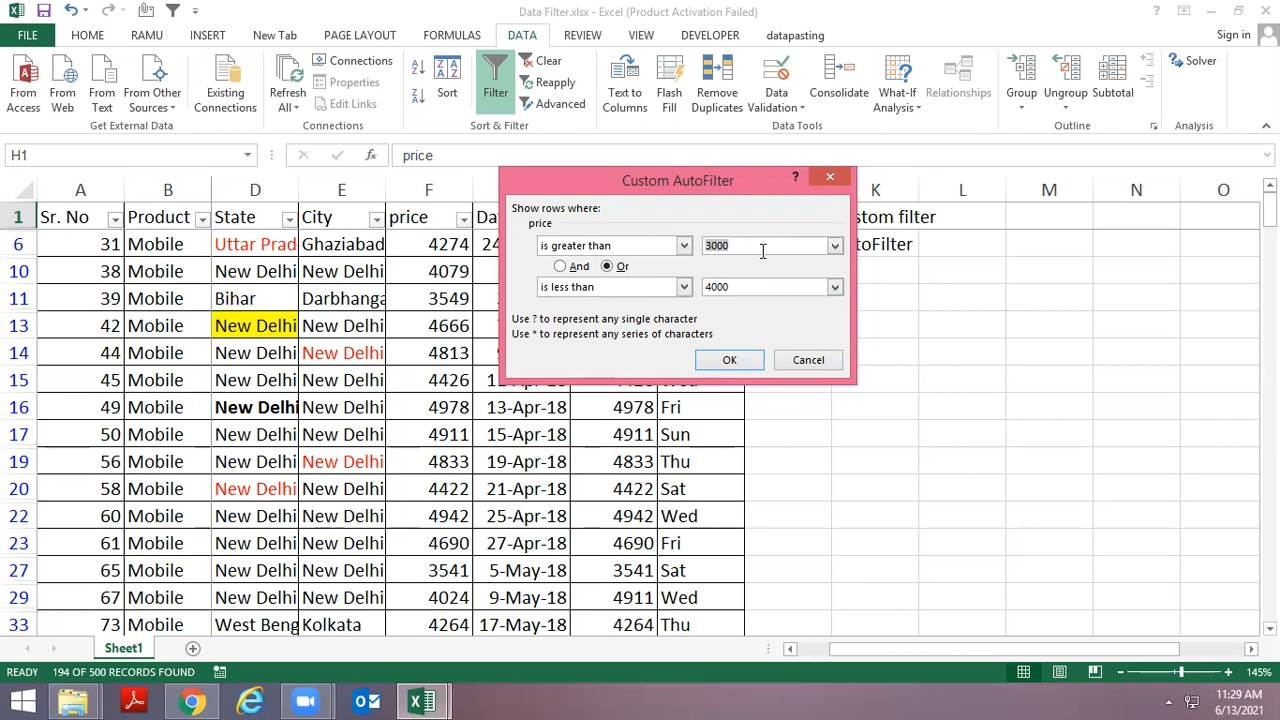 Data Filter.xlsx - Excel (Product Activation Failed)
FILE HOME RAMU INSERT New Tab PAGE LAYOUT FORMULAS DATA REVIEW VIEW DEVELOPER datapasting Sign in
From Access
From Web
From Text
From Other Sources
Existing Connections
Get External Data
Refresh All
Connections
Properties
Edit Links
Connections
Sort
Filter
Clear
Reapply
Advanced
Sort & Filter
Text to Columns
Flash Fill
Remove Duplicates
Data Validation
Consolidate
What-If Analysis
Relationships
Data Tools
Group
Ungroup
Subtotal
Outline
Solver
Analysis
H1 fx price
A B D E F K L M N O
1 Sr. No Product State City price
6 31 Mobile Uttar Prad Ghaziabad 4274
10 38 Mobile New Delhi New Delhi 4079
11 39 Mobile Bihar Darbhanga 3549
13 42 Mobile New Delhi New Delhi 4666
14 44 Mobile New Delhi New Delhi 4813
15 45 Mobile New Delhi New Delhi 4426
16 49 Mobile New Delhi New Delhi 4978 13-Apr-18 4978 Fri
17 50 Mobile New Delhi New Delhi 4911 15-Apr-18 4911 Sun
19 56 Mobile New Delhi New Delhi 4833 19-Apr-18 4833 Thu
20 58 Mobile New Delhi New Delhi 4422 21-Apr-18 4422 Sat
22 60 Mobile New Delhi New Delhi 4942 25-Apr-18 4942 Wed
23 61 Mobile New Delhi New Delhi 4690 27-Apr-18 4690 Fri
27 65 Mobile New Delhi New Delhi 3541 5-May-18 3541 Sat
29 67 Mobile New Delhi New Delhi 4024 9-May-18 4911 Wed
33 73 Mobile West Beng Kolkata 4264 17-May-18 4264 Thu
Custom AutoFilter ?
Show rows where:
price
is greater than 3000
And Or
is less than 4000
Use ? to represent any single character
Use * to represent any series of characters
OK Cancel
Sheet1
READY 194 OF 500 RECORDS FOUND 145%
11:29 AM
6/13/2021